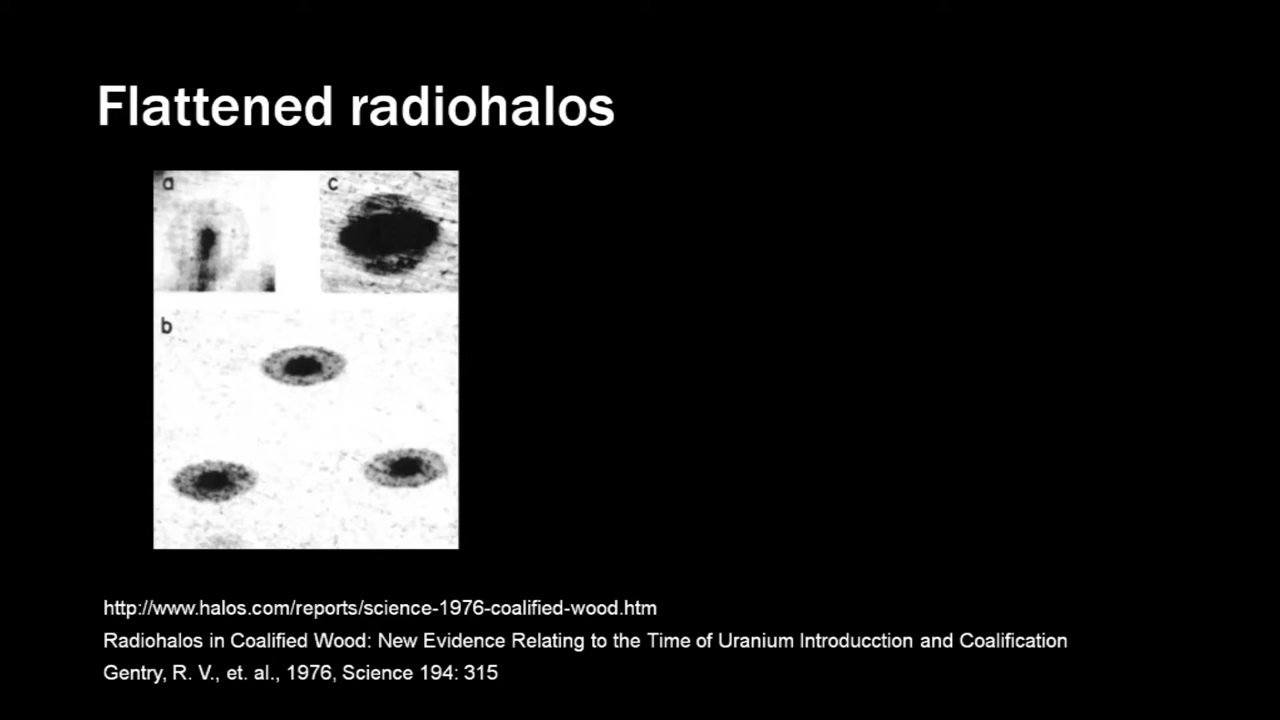 Flattened radiohalos
a
c
b
http://www.halos.com/reports/science-1976-coalified-wood.htm
Radiohalos in Coalified Wood: New Evidence Relating to the Time of Uranium Introducction and Coalification
Gentry, R. V., et. al., 1976, Science 194: 315